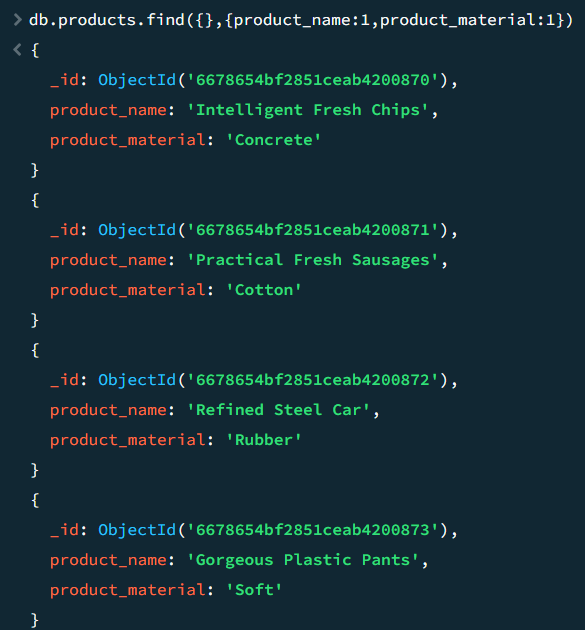 > db.products.find({},{product_name:1,product_material:1})
< {
_id: ObjectId('6678654bf2851ceab4200870'),
product_name: 'Intelligent Fresh Chips',
product_material: 'Concrete'
}
{
_id: ObjectId('6678654bf2851ceab4200871'),
product_name: 'Practical Fresh Sausages',
product_material: 'Cotton'
}
{
_id: ObjectId('6678654bf2851ceab4200872'),
product_name: 'Refined Steel Car',
product_material: 'Rubber'
}
{
_id: ObjectId('6678654bf2851ceab4200873'),
product_name: 'Gorgeous Plastic Pants',
product_material: 'Soft'
}